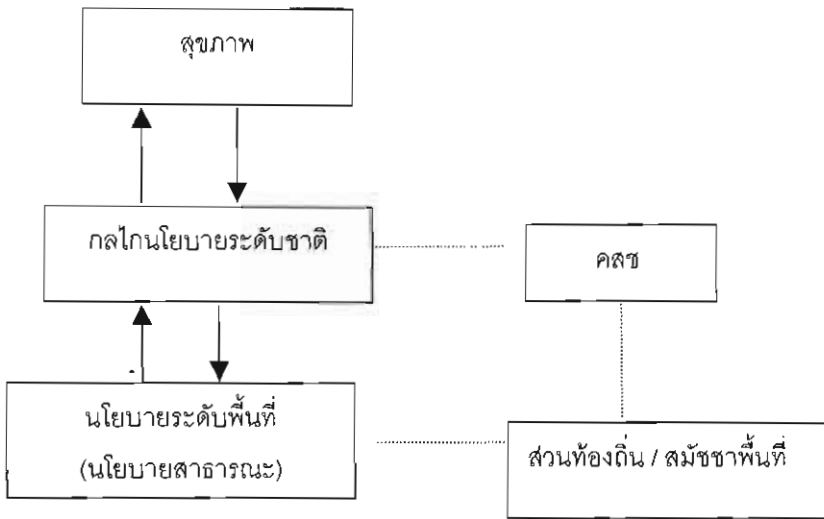 สุขภาพ
กลไกนโยบายระดับชาติ
คสช
นโยบายระดับพื้นที่
(นโยบายสาธารณะ)
ส่วนท้องถิ่น / สมัชชาพื้นที่